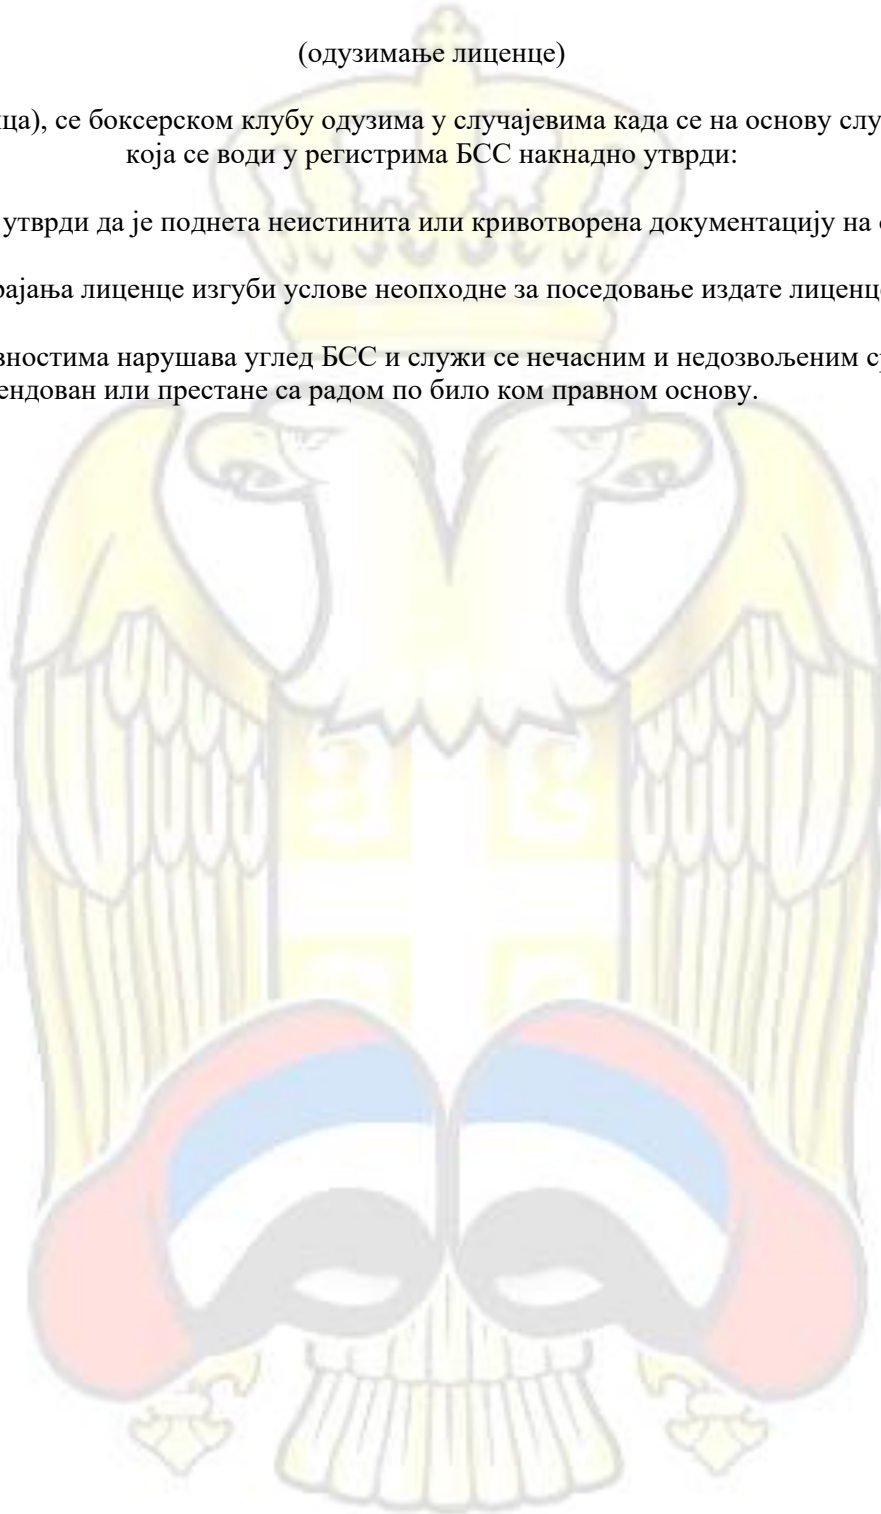 (одузимање лиценце)
ца), се боксерском клубу одузима у случајевима када се на основу слу
која се води у регистрима БСС накнадно утврди:
утврди да је поднета неистинита или кривотворена документацију на
рајања лиценце изгуби услове неопходне за поседовање издате лиценце
вностима нарушава углед БСС и служи се нечасним и недозвољеним ср
ендован или престане са радом по било ком правном основу.